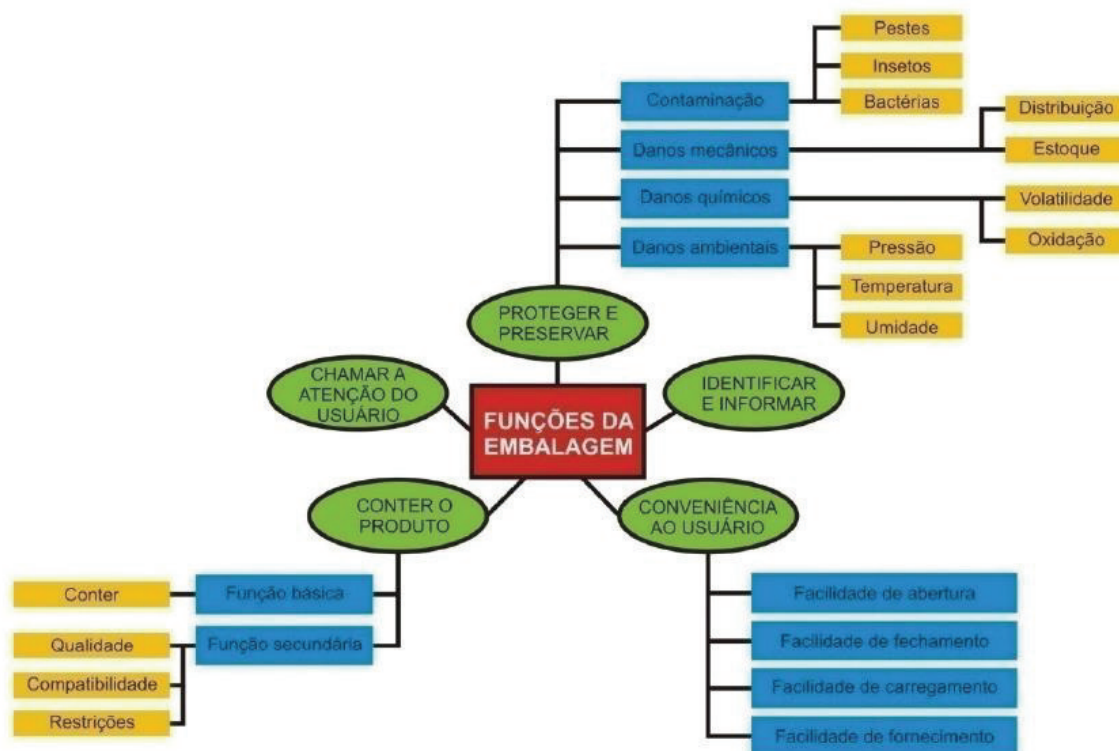 Pestes
Insetos
Contaminação
Bactérias
Distribuição
Danos mecânicos
Estoque
Danos químicos
Volatilidade
Oxidação
Danos ambientais
Pressão
Temperatura
Umidade
PROTEGER E
PRESERVAR
CHAMAR A
ATENÇÃO DO
USUÁRIO
IDENTIFICAR
E INFORMAR
FUNÇÕES DA
EMBALAGEM
CONTER O
PRODUTO
CONVENIÊNCIA
AO USUÁRIO
Conter
Função básica
Qualidade
Função secundária
Compatibilidade
Restrições
Facilidade de abertura
Facilidade de fechamento
Facilidade de carregamento
Facilidade de fornecimento